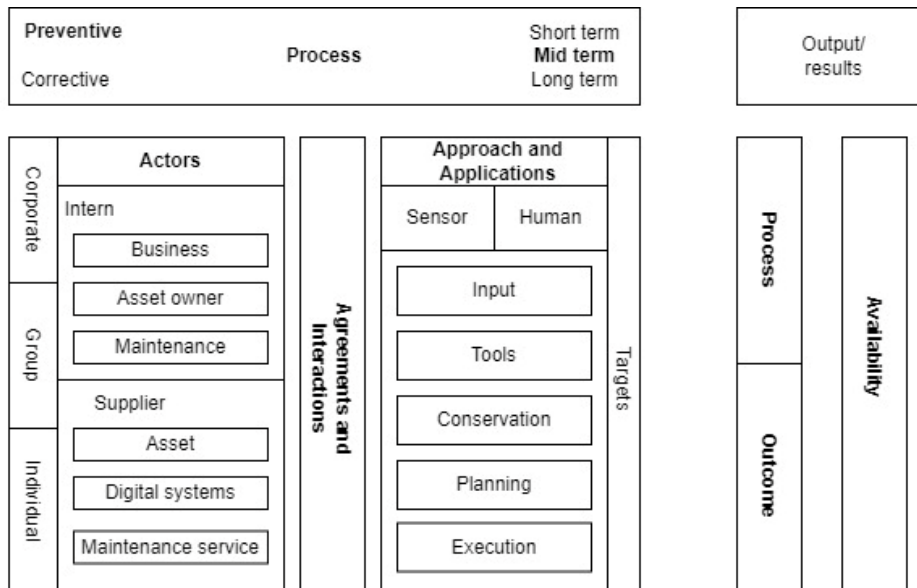 Preventive
Process
Short term
Mid term
Corrective
Long term
Output/
results
Corporate
Group
Individual
Actors
Intern
Business
Asset owner
Maintenance
Supplier
Asset
Digital systems
Maintenance service
Agreements and
Interactions
Approach and
Applications
Sensor
Human
Input
Tools
Conservation
Planning
Execution
Targets
Process
Outcome
Availability